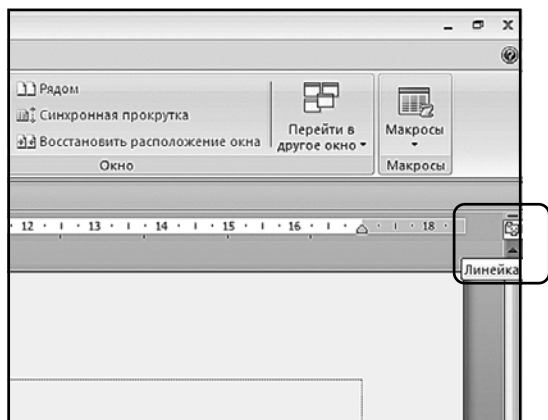 Рядом
Синхронная прокрутка
Восстановить расположение окна
Перейти в
другое окно
Макросы
Окно
Макросы
12 13 14 15 16 18
Линейка